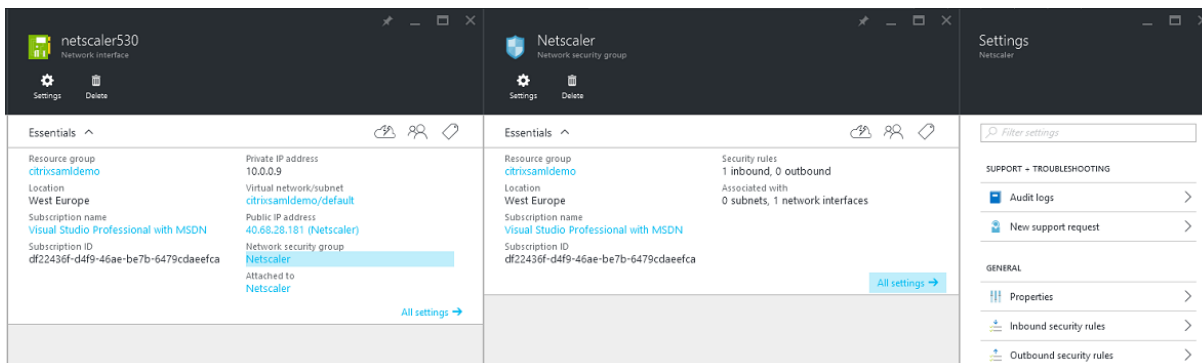 netscaler530
Network interface
Settings
Delete
Essentials
Resource group
citrixsamldemo
Location
West Europe
Subscription name
Visual Studio Professional with MSDN
Subscription ID
df22436f-d4f9-46ae-be7b-6479cdaeefca
Private IP address
10.0.0.9
Virtual network/subnet
citrixsamldemo/default
Public IP address
40.68.28.181 (Netscaler)
Network security group
Netscaler
Attached to
Netscaler
All settings →
Netscaler
Network security group
Settings
Delete
Essentials
Resource group
citrixsamldemo
Location
West Europe
Subscription name
Visual Studio Professional with MSDN
Subscription ID
df22436f-d4f9-46ae-be7b-6479cdaeefca
Security rules
1 inbound, 0 outbound
Associated with
0 subnets, 1 network interfaces
All settings →
Settings
Netscaler
Filter settings
SUPPORT + TROUBLESHOOTING
Audit logs
New support request
GENERAL
Properties
Inbound security rules
Outbound security rules